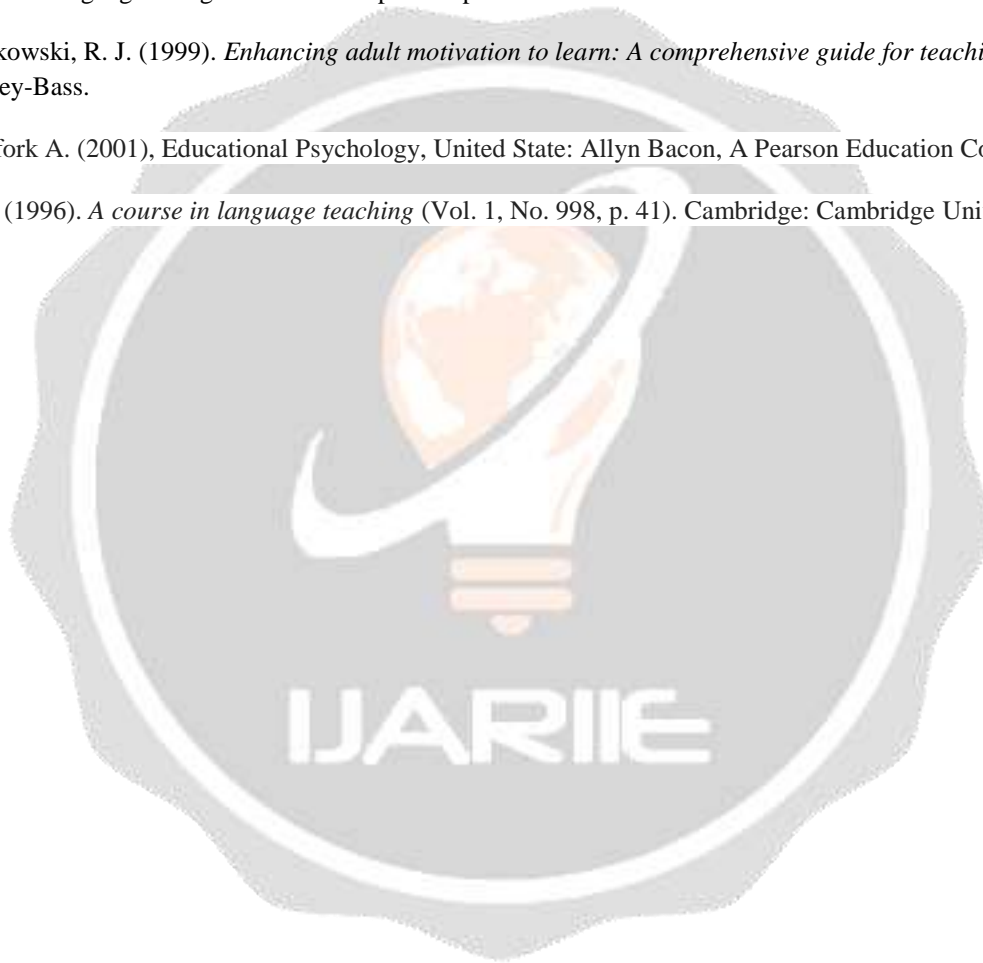 kowski, R. J. (1999). Enhancing adult motivation to learn: A comprehensive guide for teachi
ey-Bass.
fork A. (2001), Educational Psychology, United State: Allyn Bacon, A Pearson Education Co
(1996). A course in language teaching (Vol. 1, No. 998, p. 41). Cambridge: Cambridge Uni
IJARIIE